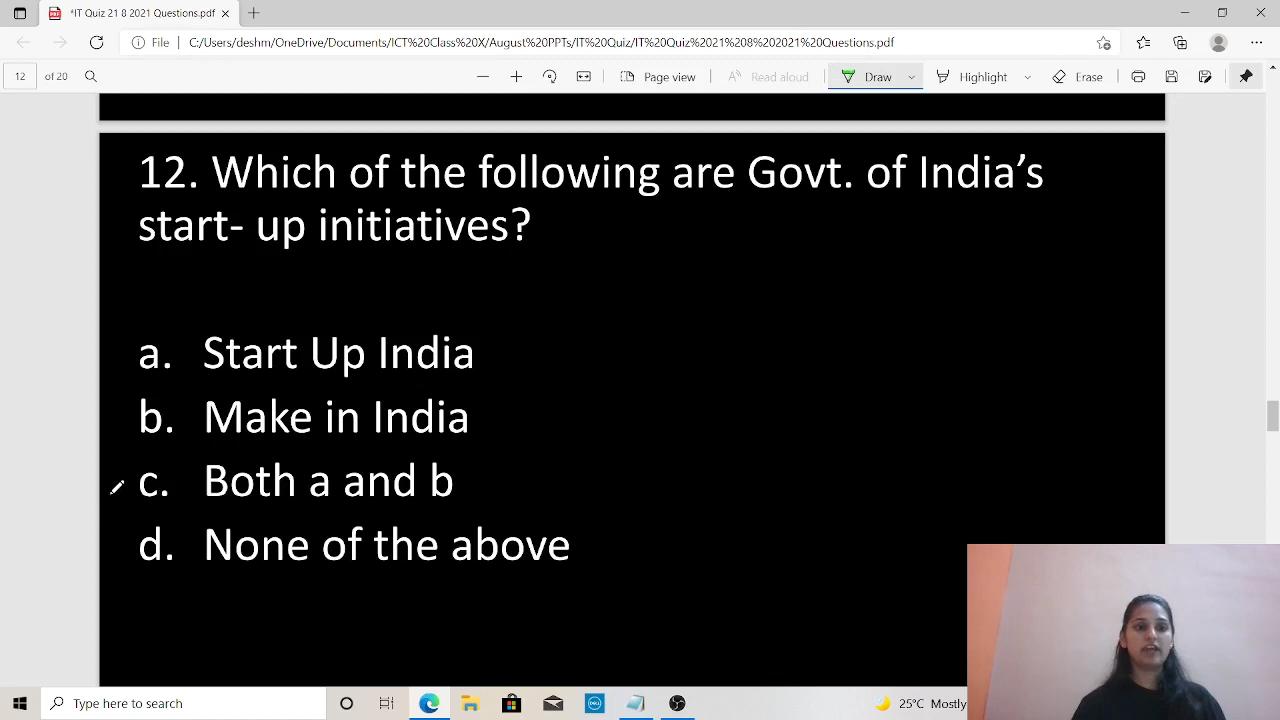 *IT Quiz 21 8 2021 Questions.pdf
File
C:/Users/deshm/OneDrive/Documents/ICT%20Class%20X/August%20PPTs/IT%20Quiz/IT%20Quiz%2021%208%202021%20Questions.pdf
12 of 20
Page view
Read aloud
Draw
Highlight
Erase
12. Which of the following are Govt. of India’s
start- up initiatives?
a. Start Up India
b. Make in India
c. Both a and b
d. None of the above
Type here to search
25°C Mostly